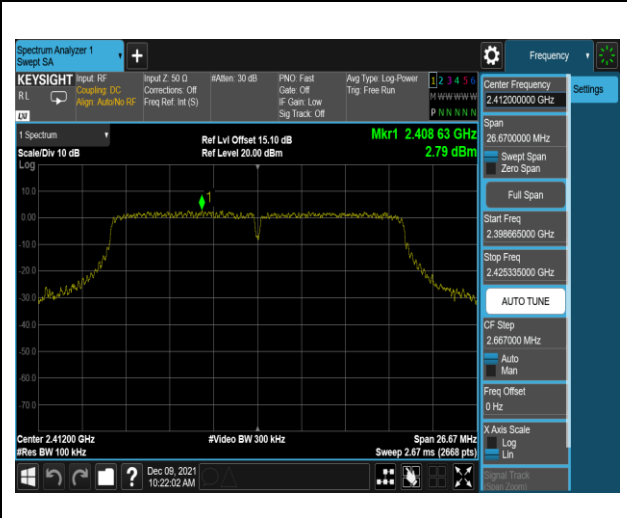 Spectrum Analyzer 1
Swept SA
+
Frequency
KEYSIGHT
RL
LXI
Input: RF
Coupling: DC
Align: Auto/No RF
Input Z: 50 Ω
Corrections: Off
Freq Ref: Int (S)
#Atten: 30 dB
PNO: Fast
Gate: Off
IF Gain: Low
Sig Track: Off
Avg Type: Log-Power
Trig: Free Run
1 2 3 4 5 6
M W W W W W
P N N N N N
1 Spectrum
Scale/Div 10 dB
Log
Ref Lvl Offset 15.10 dB
Ref Level 20.00 dBm
Mkr1 2.408 63 GHz
2.79 dBm
1
10.0
0.00
-10.0
-20.0
-30.0
-40.0
-50.0
-60.0
-70.0
Center 2.41200 GHz
#Res BW 100 kHz
#Video BW 300 kHz
Span 26.67 MHz
Sweep 2.67 ms (2668 pts)
Center Frequency
2.412000000 GHz
Settings
Span
26.6700000 MHz
Swept Span
Zero Span
Full Span
Start Freq
2.398665000 GHz
Stop Freq
2.425335000 GHz
AUTO TUNE
CF Step
2.667000 MHz
Auto
Man
Freq Offset
0 Hz
X Axis Scale
Log
Lin
Signal Track
(Span Zoom)
?
Dec 09, 2021
10:22:02 AM